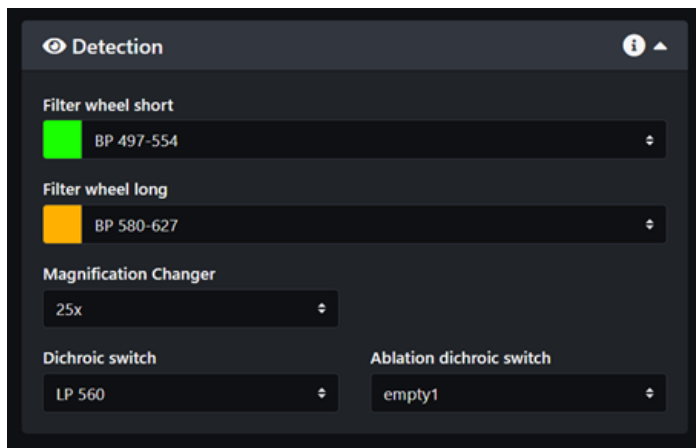 Detection
Filter wheel short
BP 497-554
Filter wheel long
BP 580-627
Magnification Changer
25x
Dichroic switch
Ablation dichroic switch
LP 560
empty1